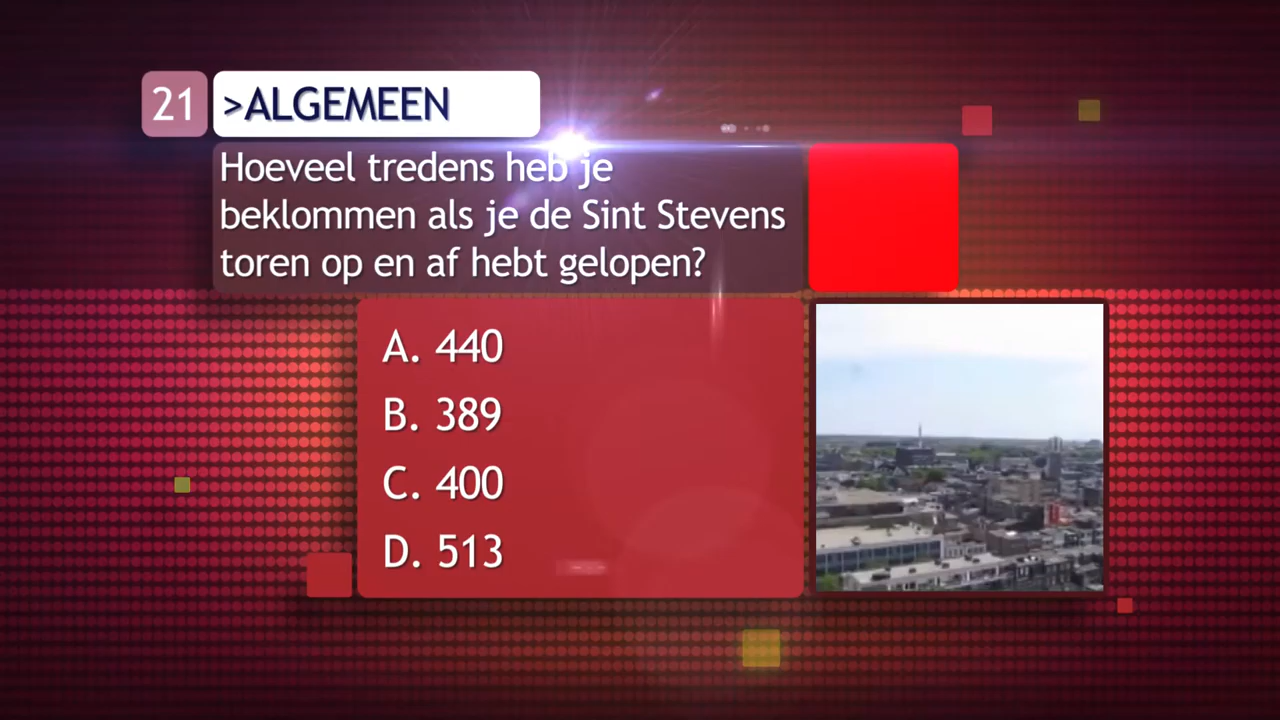 21 >ALGEMEEN
Hoeveel tredens heb je
beklommen als je de Sint Stevens
toren op en af hebt gelopen?
A. 440
B. 389
C. 400
D. 513